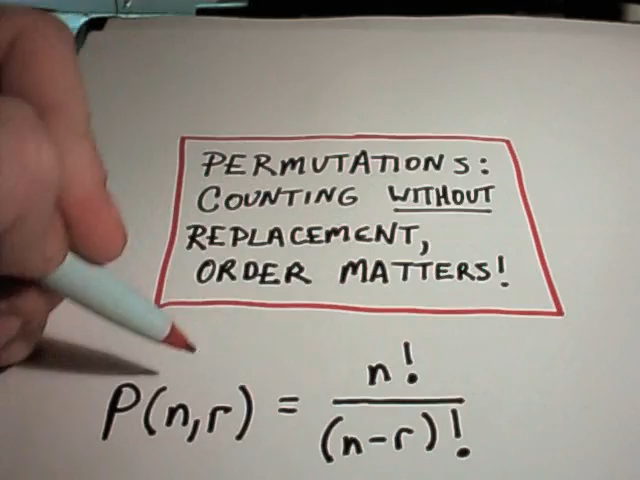 PERMUTATIONS:
COUNTING WITHOUT
REPLACEMENT,
ORDER MATTERS!
P(n,r) = n!/(n-r)!